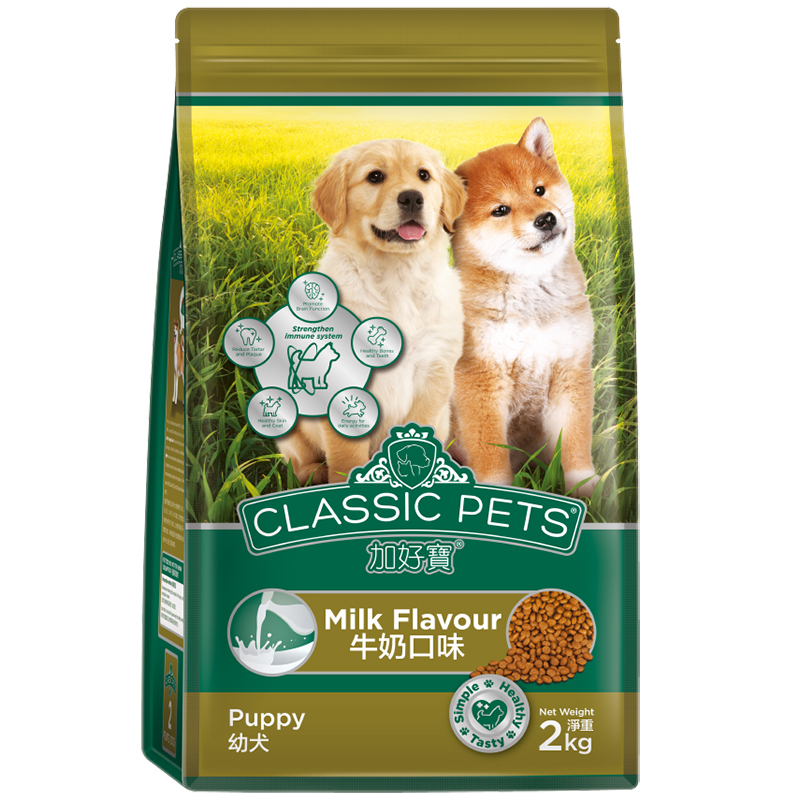 Promote
Brain Function
Strengthen
immune system
Reduce Tartar
and Plaque
Healthy Bones
and Teeth
Healthy Skin
and Coat
Energy for
daily activities
CLASSIC PETS®
加好寶®
Milk Flavour
牛奶口味
Simple Healthy
Tasty
Puppy
幼犬
Net Weight
淨重
2kg
2